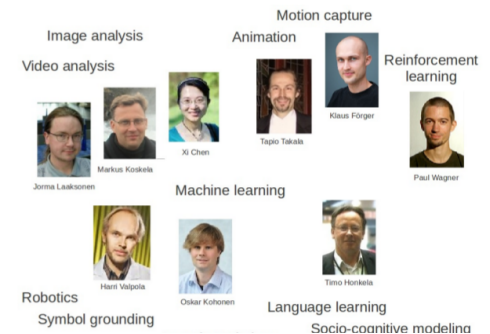 Motion capture
Image analysis
Animation
Video analysis
Reinforcement
learning
Klaus Förger
Tapio Takala
Xi Chen
Markus Koskela
Paul Wagner
Jorma Laaksonen
Machine learning
Harri Valpola
Timo Honkela
Oskar Kohonen
Robotics
Language learning
Symbol grounding
Socio-cognitive modeling